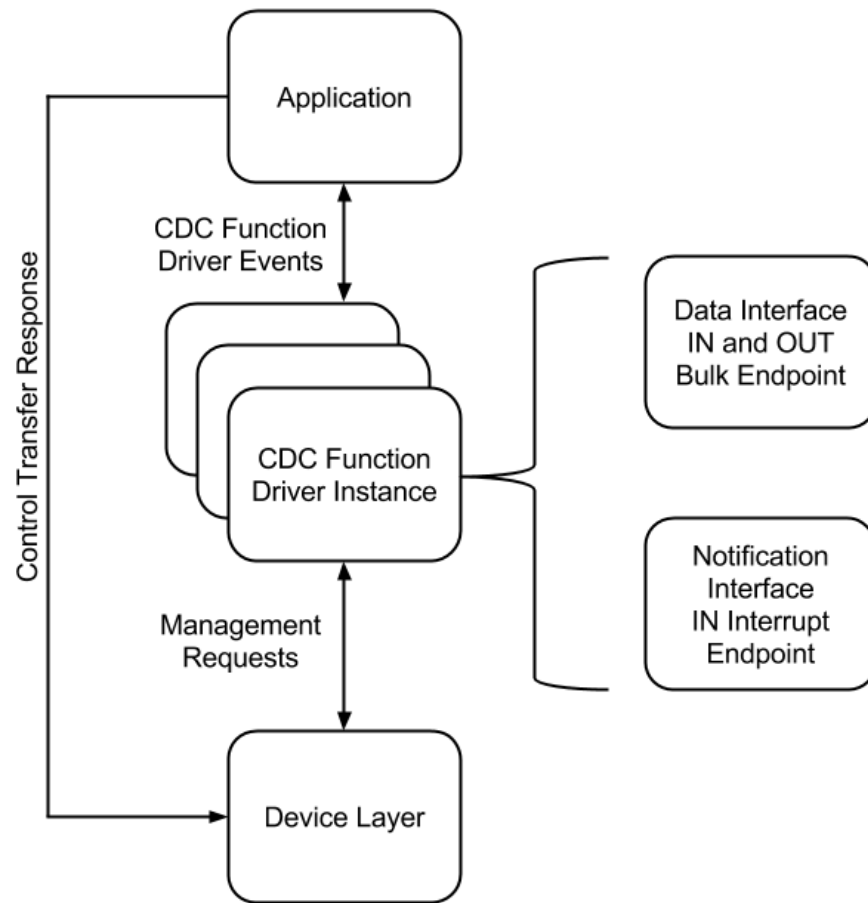 Application
CDC Function
Driver Events
Control Transfer Response
Data Interface
IN and OUT
Bulk Endpoint
CDC Function
Driver Instance
Notification
Interface
IN Interrupt
Endpoint
Management
Requests
Device Layer